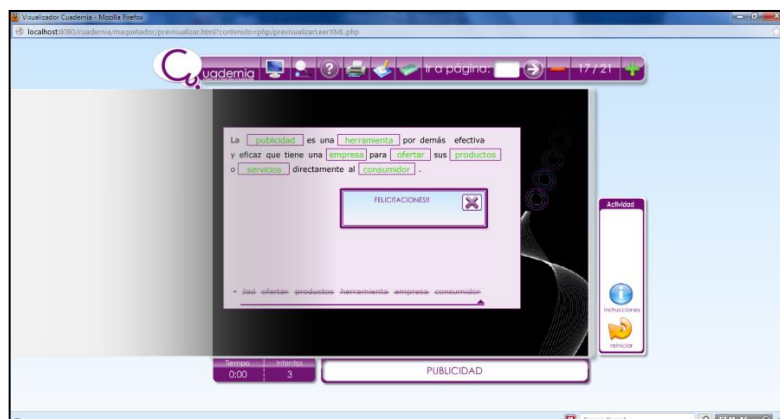 Visualizador Cuadernia - Mozilla Firefox
localhost:8080/cuadernia/maquetador/previsualizar.html?contenido=php/previsualizarLeerXML.php
Cuadernia
Ir a página:
17/21
La publicidad es una herramienta por demás efectiva
y eficaz que tiene una empresa para ofertar sus productos
o servicios directamente al consumidor .
FELICITACIONES!!
dad ofertar productos herramienta empresa consumidor
Actividad
Instrucciones
reiniciar
Tiempo
Intentos
0:00
3
PUBLICIDAD